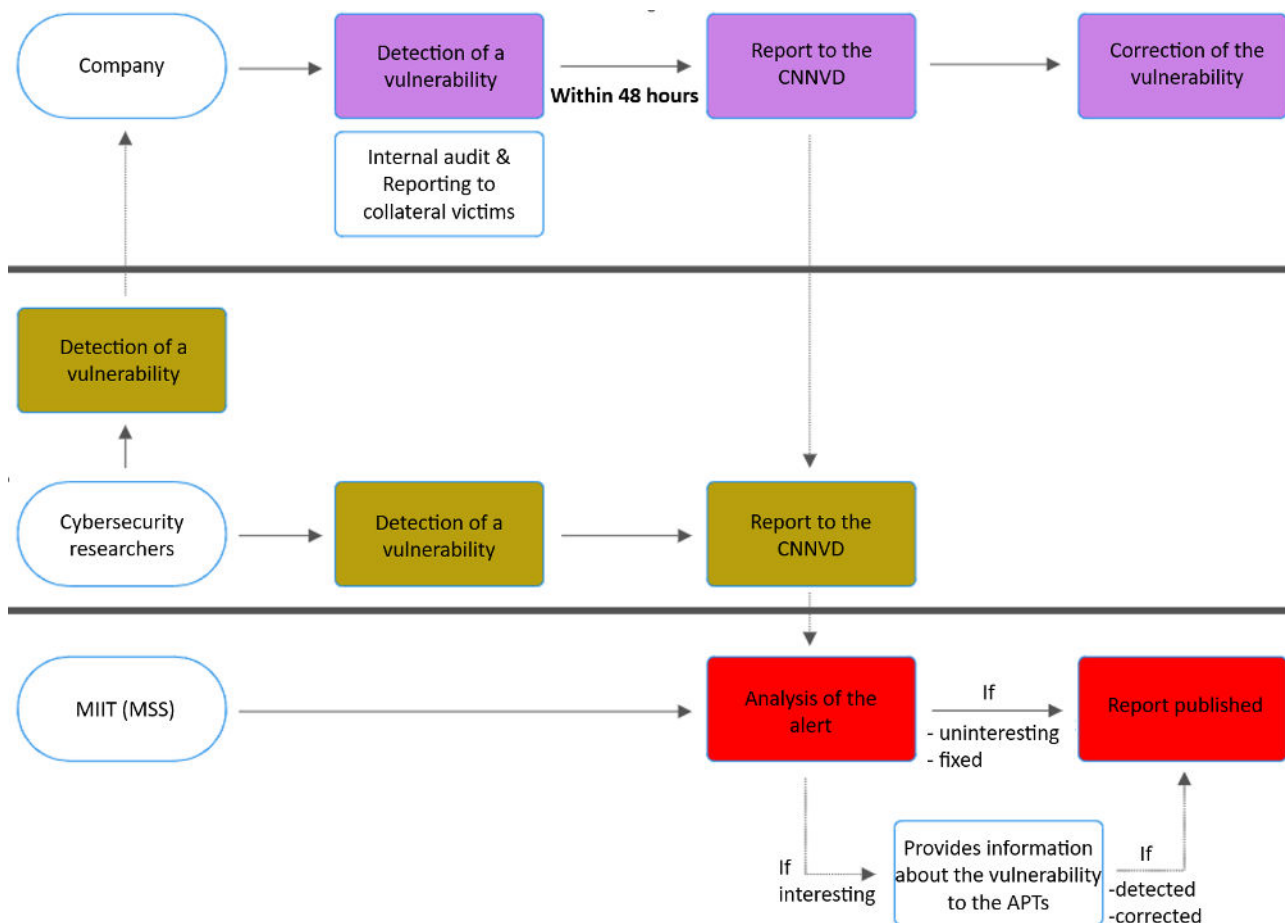 Company
Detection of a
vulnerability
Within 48 hours
Report to the
CNNVD
Correction of the
vulnerability
Internal audit &
Reporting to
collateral victims
Detection of a
vulnerability
Cybersecurity
researchers
Detection of a
vulnerability
Report to the
CNNVD
MIIT (MSS)
Analysis of the
alert
If
- uninteresting
- fixed
Report published
If
interesting
Provides information
about the vulnerability
to the APTs
If
-detected
-corrected